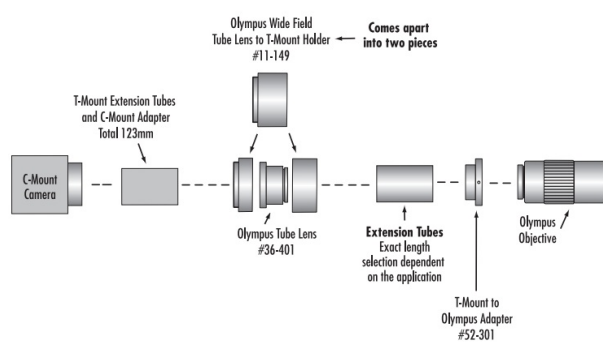 Olympus Wide Field
Tube Lens to T-Mount Holder
#11-149
Comes apart
into two pieces
T-Mount Extension Tubes
and C-Mount Adapter
Total 123mm
C-Mount
Camera
Olympus Tube Lens
#36-401
Extension Tubes
Exact length
selection dependent
on the application
Olympus
Objective
T-Mount to
Olympus Adapter
#52-301